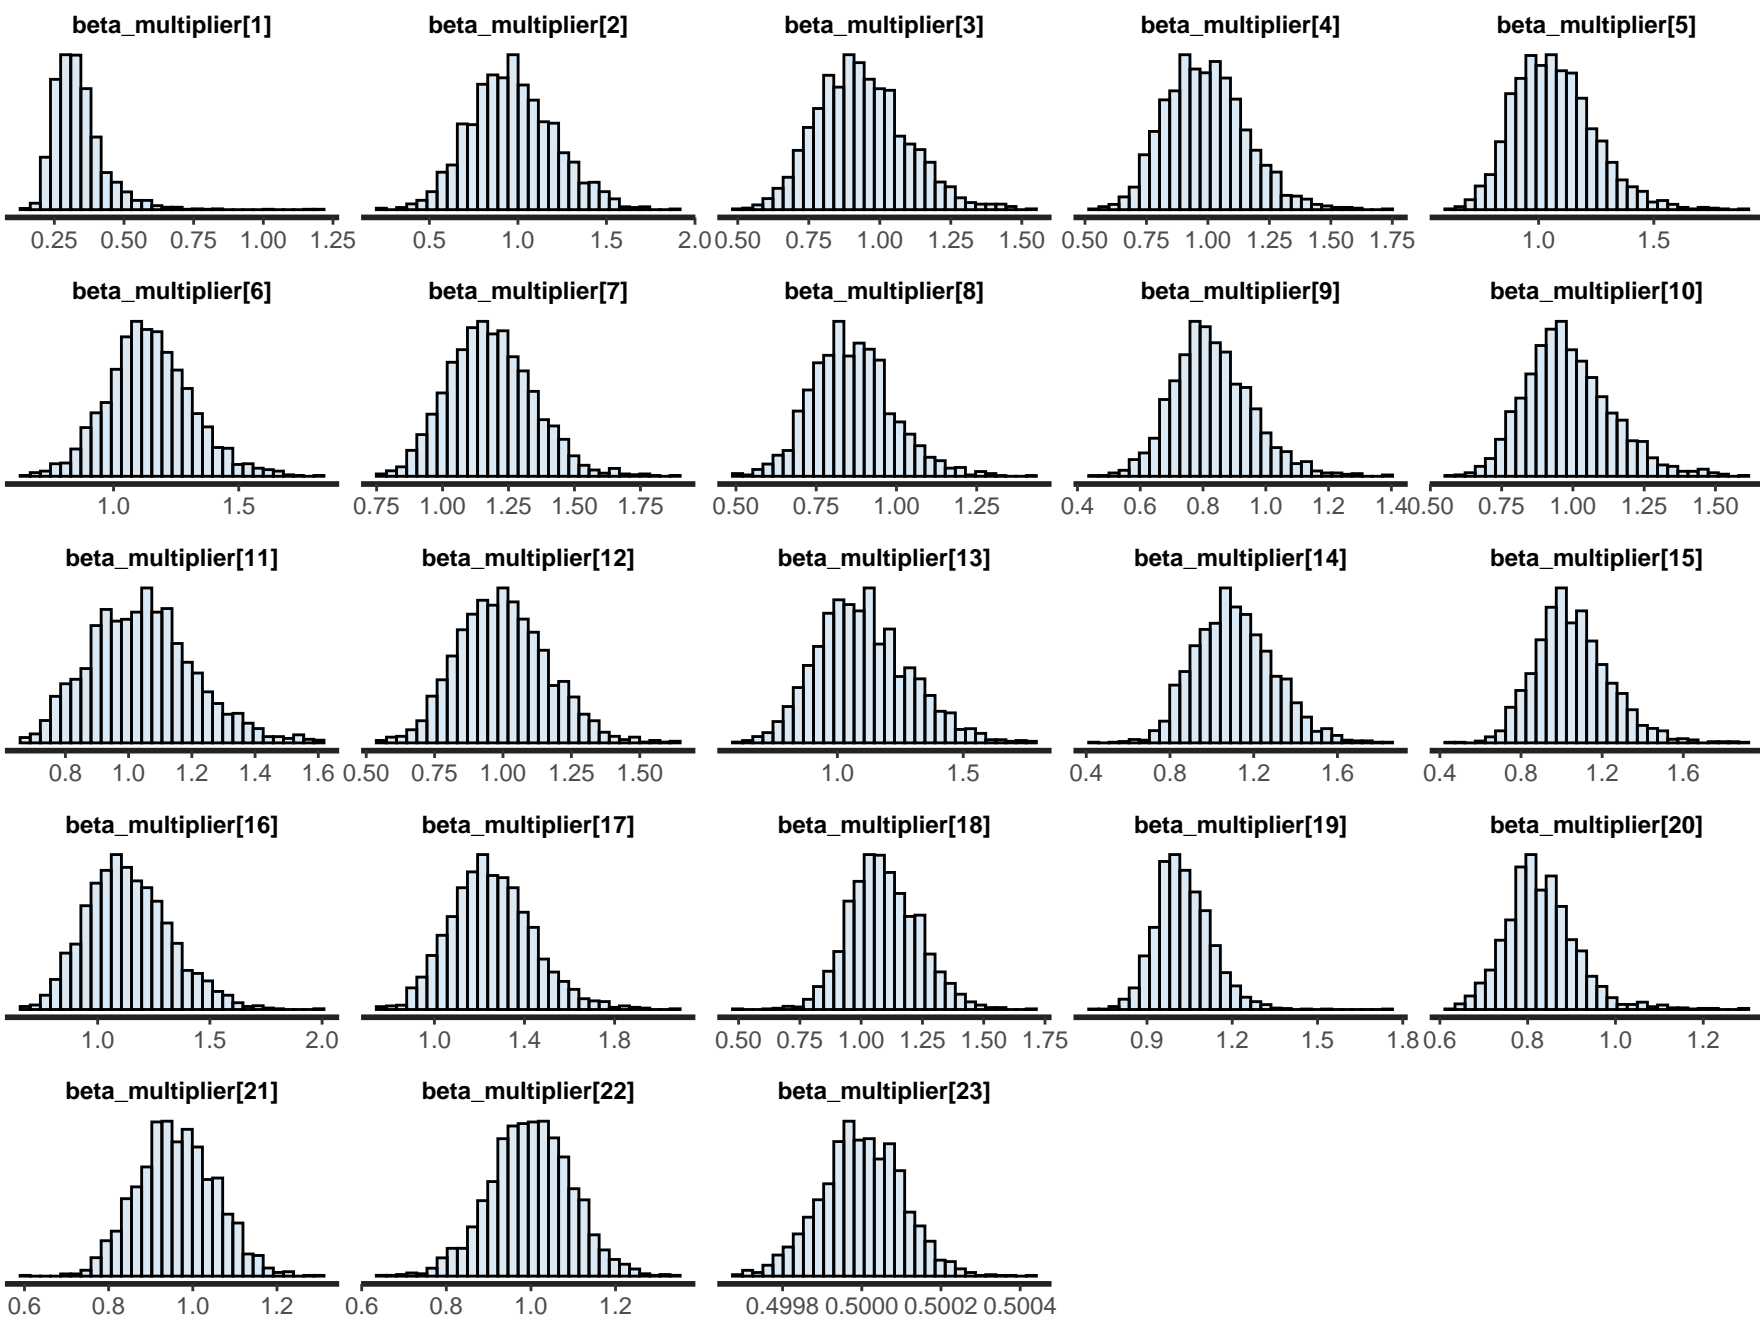 beta_multiplier[1] beta_multiplier[2] beta_multiplier[3] beta_multiplier[4] beta_multiplier[5]
0.25 0.50 0.75 1.00 1.25 0.5 1.0 1.5 2.0 0.50 0.75 1.00 1.25 1.50 0.50 0.75 1.00 1.25 1.50 1.75 1.0 1.5
beta_multiplier[6] beta_multiplier[7] beta_multiplier[8] beta_multiplier[9] beta_multiplier[10]
1.0 1.5 0.75 1.00 1.25 1.50 1.75 0.50 0.75 1.00 1.25 0.4 0.6 0.8 1.0 1.2 1.4 0.50 0.75 1.00 1.25 1.50
beta_multiplier[11] beta_multiplier[12] beta_multiplier[13] beta_multiplier[14] beta_multiplier[15]
0.8 1.0 1.2 1.4 1.6 0.50 0.75 1.00 1.25 1.50 1.0 1.5 0.4 0.8 1.2 1.6 0.4 0.8 1.2 1.6
beta_multiplier[16] beta_multiplier[17] beta_multiplier[18] beta_multiplier[19] beta_multiplier[20]
1.0 1.5 2.0 1.0 1.4 1.8 0.50 0.75 1.00 1.25 1.50 1.75 0.9 1.2 1.5 1.8 0.6 0.8 1.0 1.2
beta_multiplier[21] beta_multiplier[22] beta_multiplier[23]
0.6 0.8 1.0 1.2 0.6 0.8 1.0 1.2 0.4998 0.5000 0.5002 0.5004